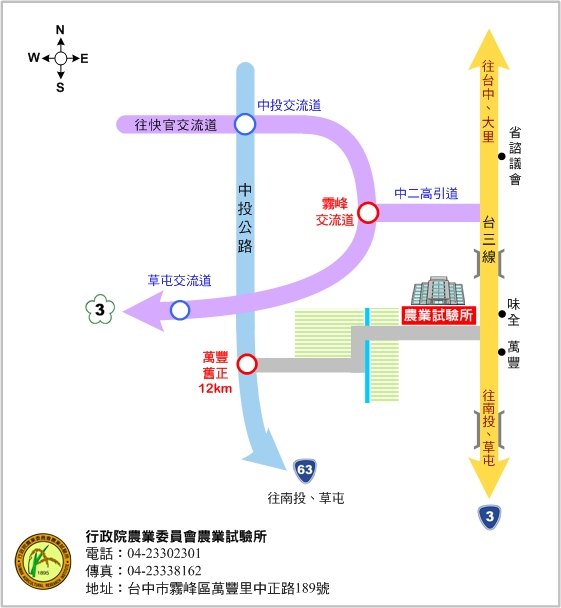 N
W
E
S
中投交流道
往快官交流道
往台中、大里
省諮議會
中投公路
霧峰
交流道
中二高引道
台三線
草屯交流道
3
農業試驗所
味全
萬豐
萬豐
舊正
12km
往南投、草屯
63
往南投、草屯
3
行政院農業委員會農業試驗所
電話：04-23302301
傳真：04-23338162
地址：台中市霧峰區萬豐里中正路189號
1895